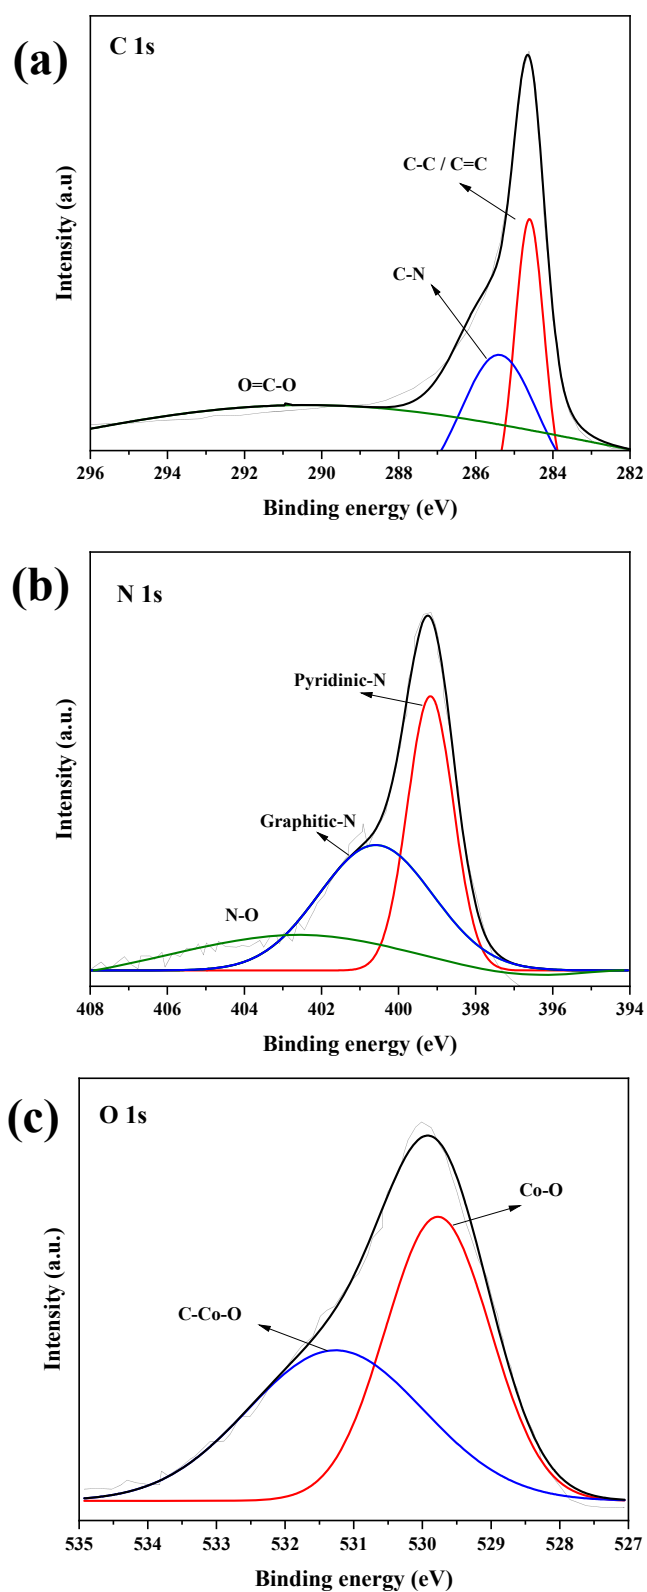 (a)
C 1s
C-C / C=C
C-N
O=C-O
Intensity (a.u)
296 294 292 290 288 286 284 282
Binding energy (eV)
(b)
N 1s
Pyridinic-N
Graphitic-N
N-O
Intensity (a.u.)
408 406 404 402 400 398 396 394
Binding energy (eV)
(c)
O 1s
Co-O
C-Co-O
Intensity (a.u.)
535 534 533 532 531 530 529 528 527
Binding energy (eV)